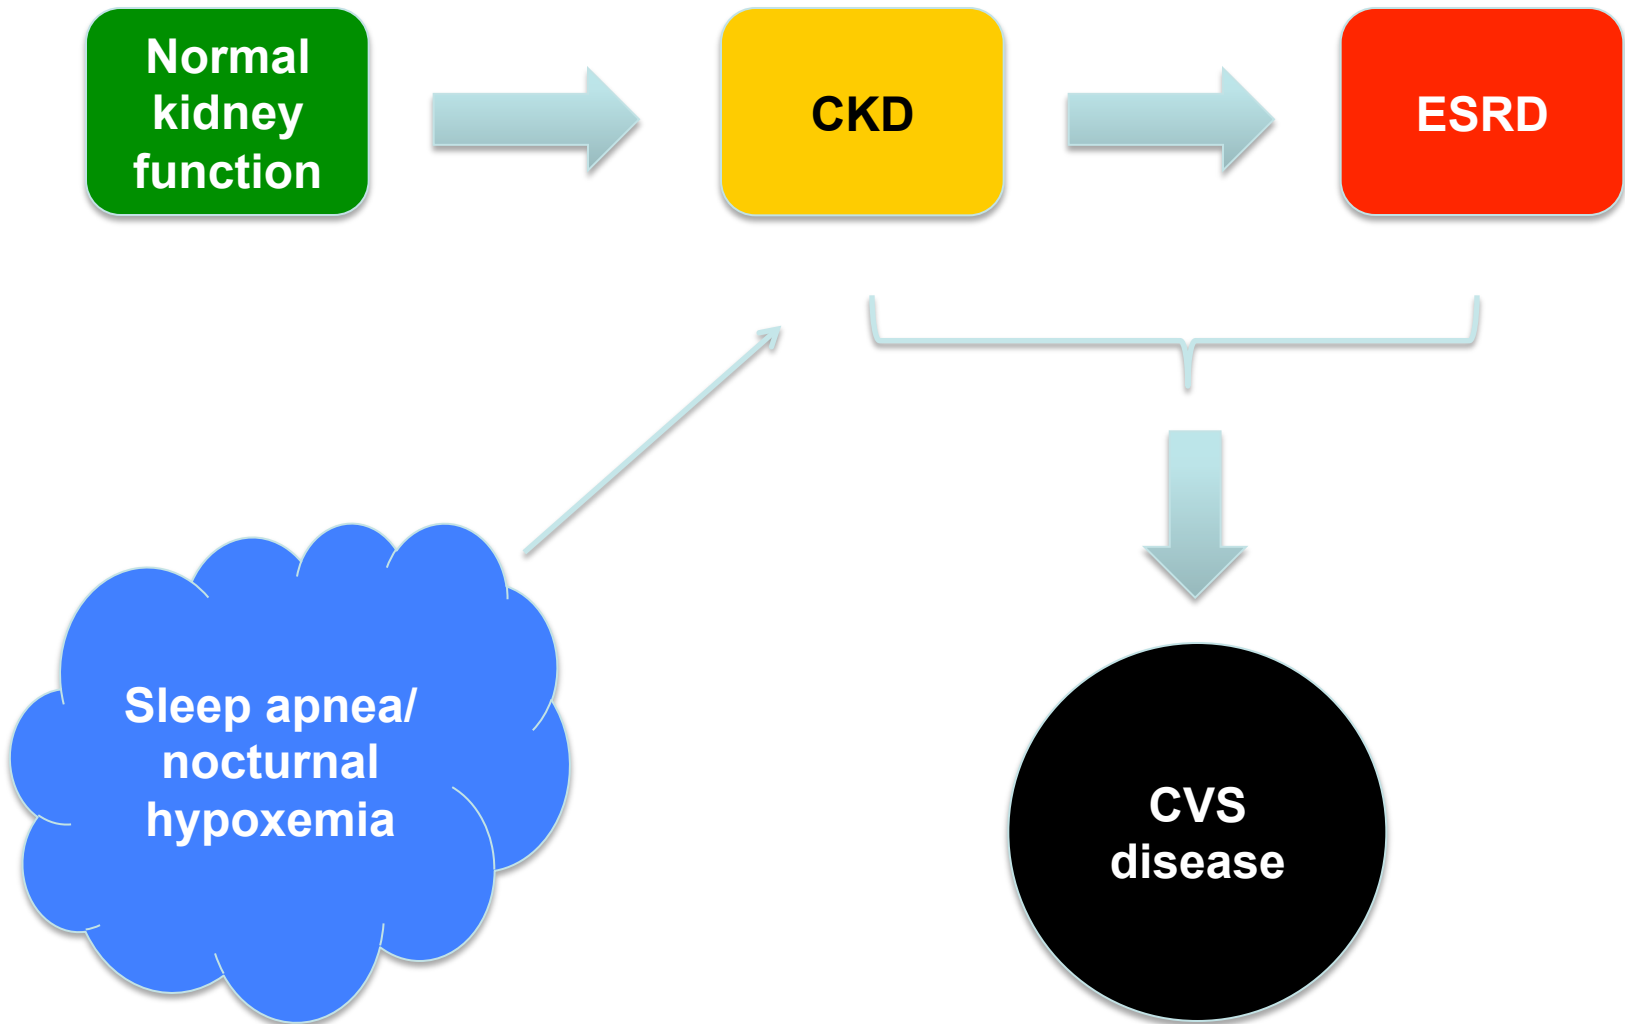 Normal
kidney
function
CKD
ESRD
Sleep apnea/
nocturnal
hypoxemia
CVS
disease